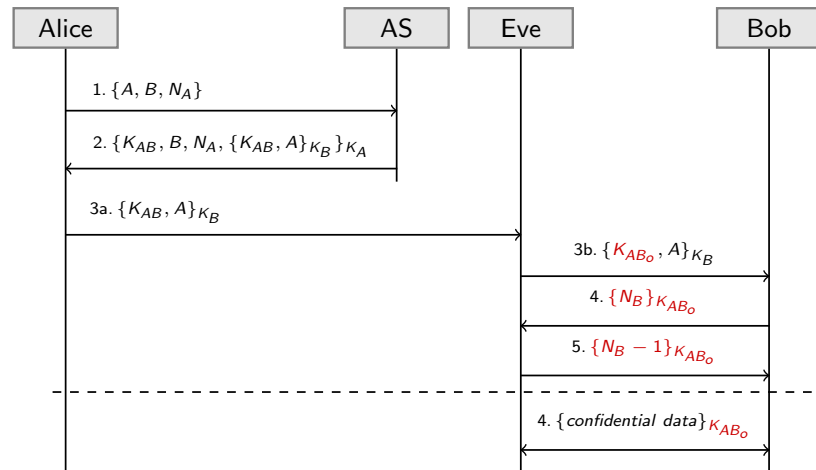 Alice AS Eve Bob
1. {A, B, N_A}
2. {K_AB, B, N_A, {K_AB, A}_K_B}_K_A
3a. {K_AB, A}_K_B
3b. {K_AB_o, A}_K_B
4. {N_B}_K_AB_o
5. {N_B − 1}_K_AB_o
4. {confidential data}_K_AB_o